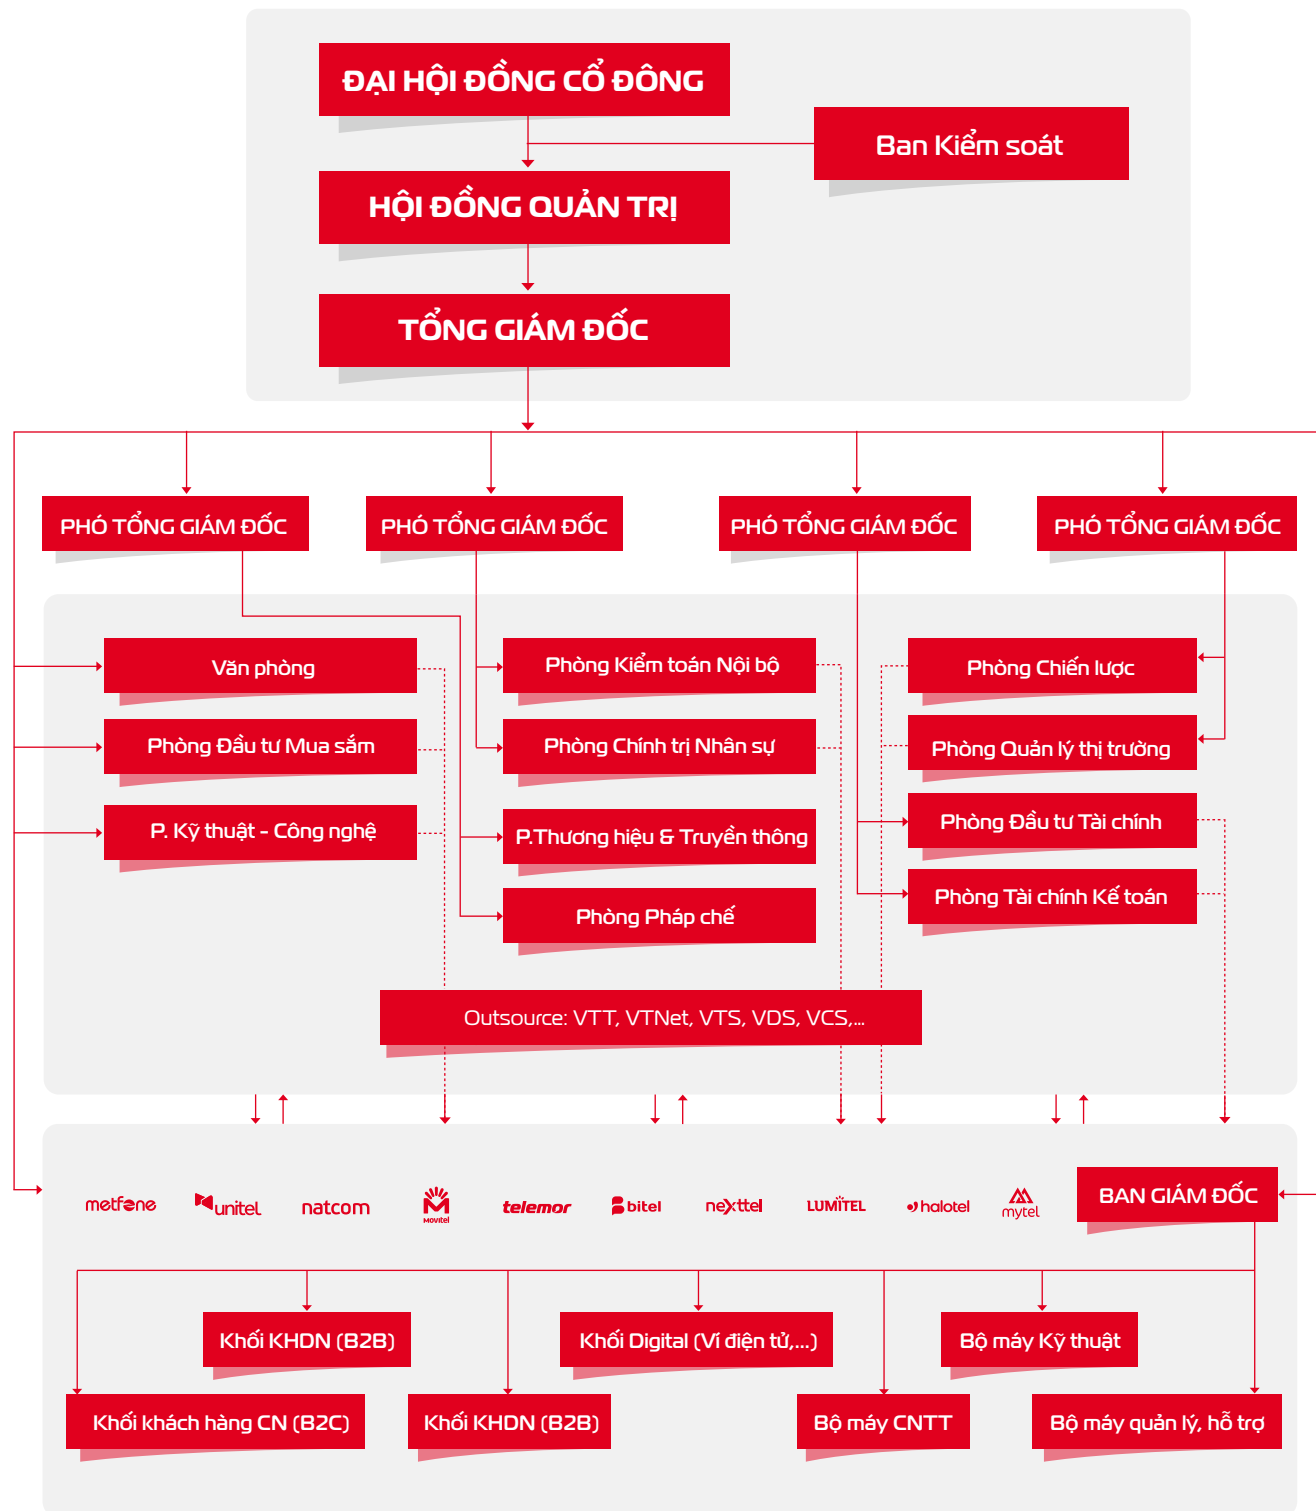 ĐẠI HỘI ĐỒNG CỔ ĐÔNG
Ban Kiểm soát
HỘI ĐỒNG QUẢN TRỊ
TỔNG GIÁM ĐỐC
PHÓ TỔNG GIÁM ĐỐC
PHÓ TỔNG GIÁM ĐỐC
PHÓ TỔNG GIÁM ĐỐC
PHÓ TỔNG GIÁM ĐỐC
Văn phòng
Phòng Kiểm toán Nội bộ
Phòng Chiến lược
Phòng Đầu tư Mua sắm
Phòng Chính trị Nhân sự
Phòng Quản lý thị trường
P. Kỹ thuật - Công nghệ
P.Thương hiệu & Truyền thông
Phòng Đầu tư Tài chính
Phòng Pháp chế
Phòng Tài chính Kế toán
Outsource: VTT, VTNet, VTS, VDS, VCS,...
metfone
unitel
natcom
Movitel
telemor
bitel
nexttel
LUMITEL
halotel
mytel
BAN GIÁM ĐỐC
Khối KHDN (B2B)
Khối Digital (Ví điện tử,...)
Bộ máy Kỹ thuật
Khối khách hàng CN (B2C)
Khối KHDN (B2B)
Bộ máy CNTT
Bộ máy quản lý, hỗ trợ